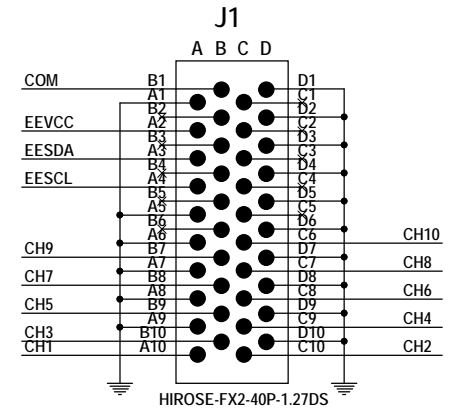 J1
A B C D
COM B1 D1
A1 C1
B2 D2
EEVCC A2 C2
B3 D3
EESDA A3 C3
B4 D4
EESCL A4 C4
B5 D5
A5 C5
B6 D6
A6 C6 CH10
CH9 B7 D7
A7 C7 CH8
CH7 B8 D8
A8 C8 CH6
CH5 B9 D9
A9 C9 CH4
CH3 B10 D10
CH1 A10 C10 CH2
HIROSE-FX2-40P-1.27DS